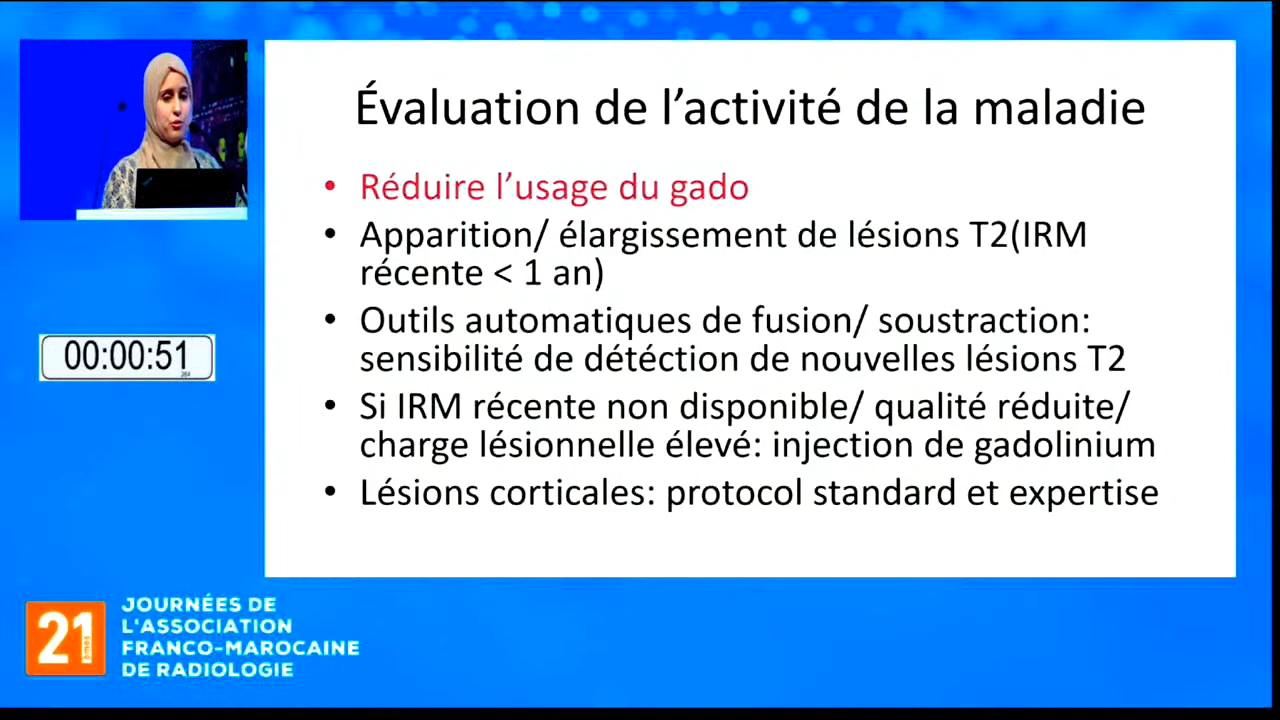 Évaluation de l’activité de la maladie
• Réduire l’usage du gado
• Apparition/ élargissement de lésions T2(IRM
récente < 1 an)
• Outils automatiques de fusion/ soustraction:
sensibilité de détéction de nouvelles lésions T2
• Si IRM récente non disponible/ qualité réduite/
charge lésionnelle élevé: injection de gadolinium
• Lésions corticales: protocol standard et expertise
00:00:51
21
èmes
JOURNÉES DE
L'ASSOCIATION
FRANCO-MAROCAINE
DE RADIOLOGIE